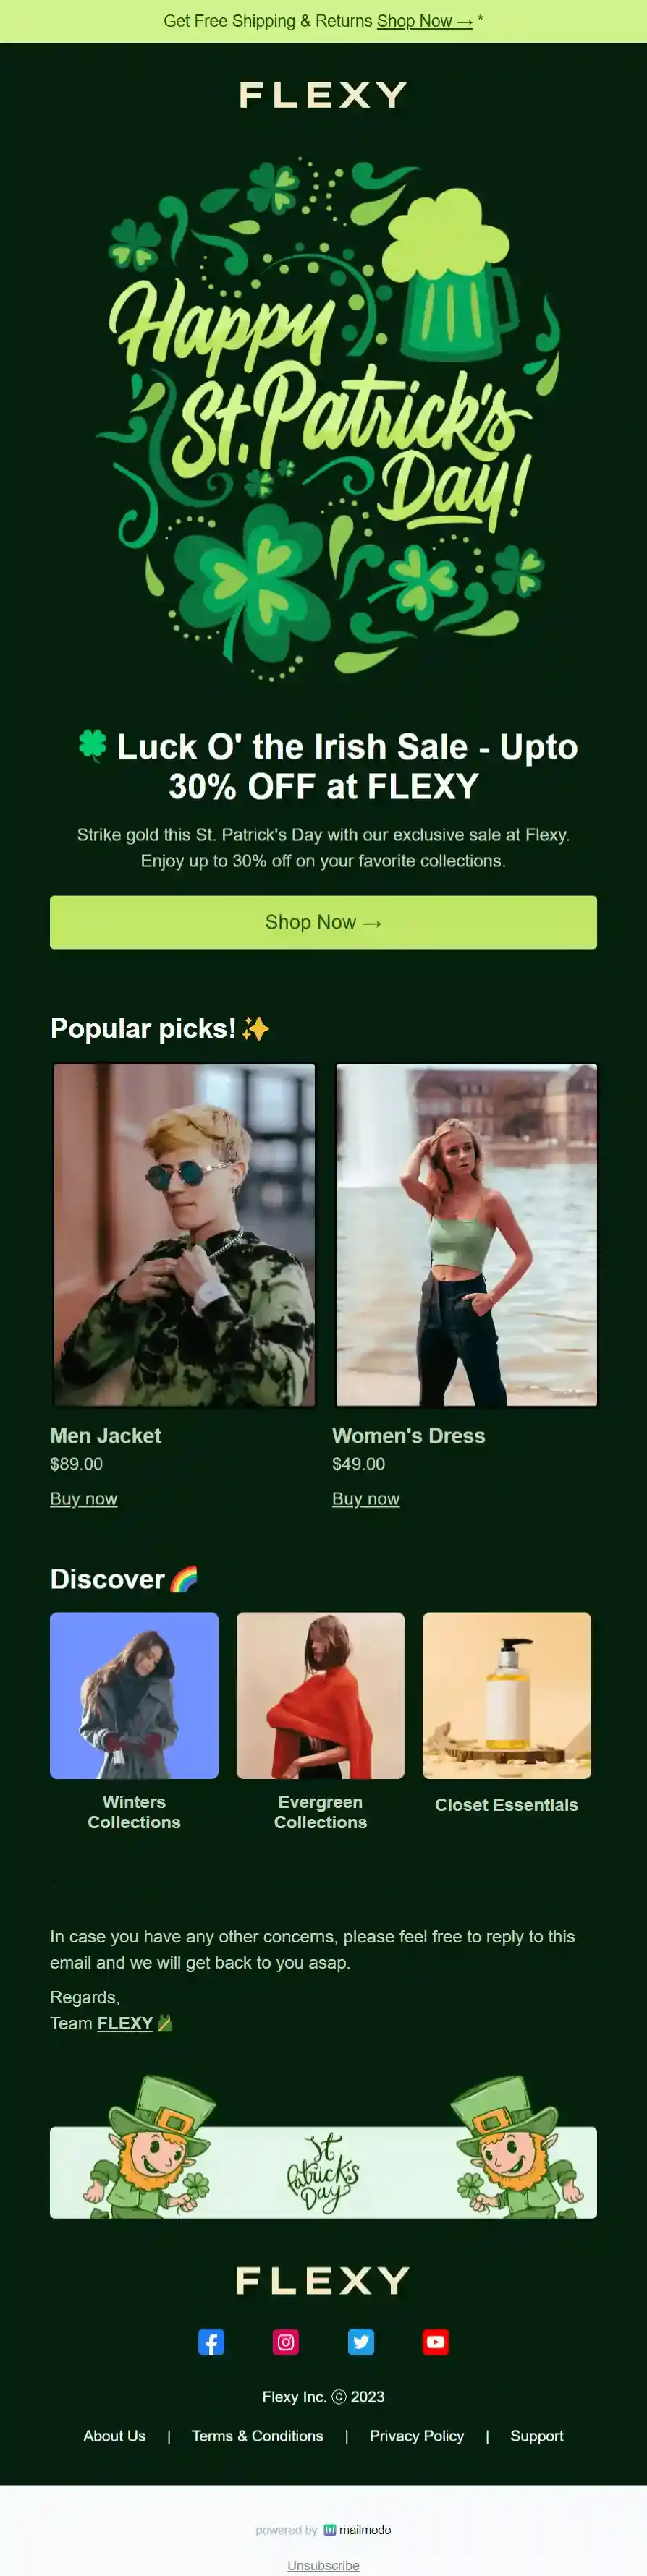 Get Free Shipping & Returns Shop Now → *
FLEXY
Happy
St. Patrick's
Day!
🍀 Luck O' the Irish Sale - Upto
30% OFF at FLEXY
Strike gold this St. Patrick's Day with our exclusive sale at Flexy.
Enjoy up to 30% off on your favorite collections.
Shop Now →
Popular picks! ✨
Men Jacket
$89.00
Buy now
Women's Dress
$49.00
Buy now
Discover 🌈
Winters
Collections
Evergreen
Collections
Closet Essentials
In case you have any other concerns, please feel free to reply to this
email and we will get back to you asap.
Regards,
Team FLEXY
St
Patrick's
Day
FLEXY
Flexy Inc. ⓒ 2023
About Us | Terms & Conditions | Privacy Policy | Support
powered by mailmodo
Unsubscribe